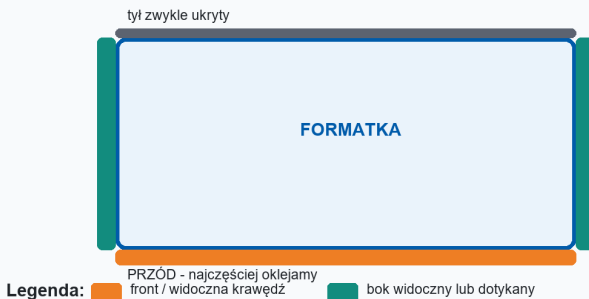 tył zwykle ukryty
FORMATKA
PRZÓD - najczęściej oklejamy
Legenda: front / widoczna krawędź bok widoczny lub dotykany